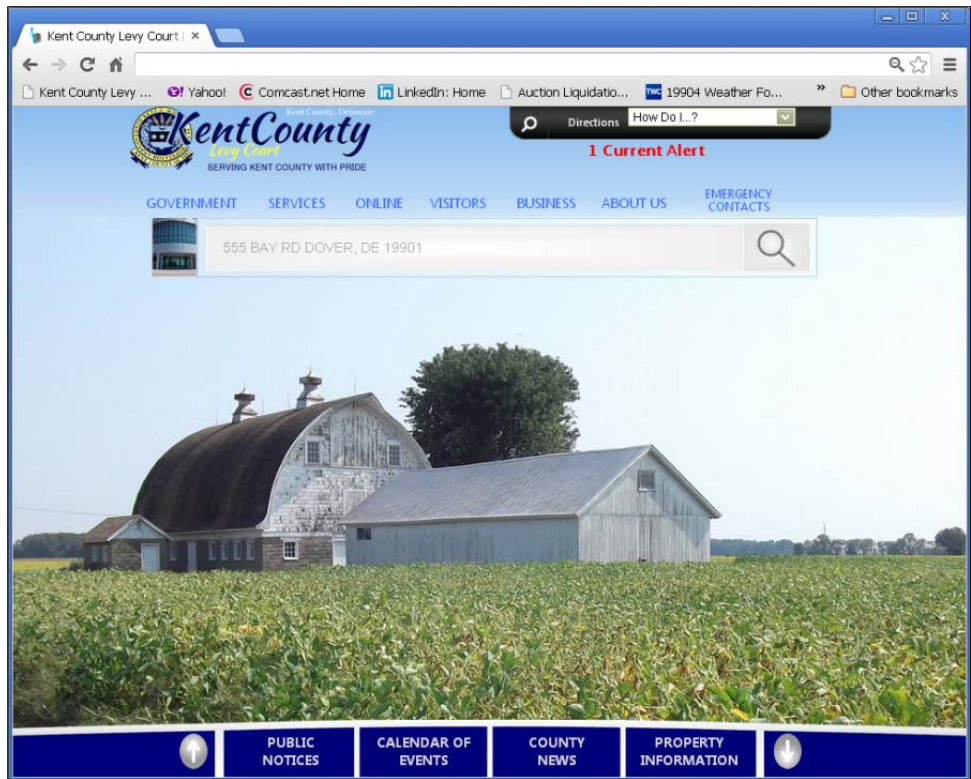 Kent County Levy Court |
Kent County Levy ... Yahoo! Comcast.net Home LinkedIn: Home Auction Liquidatio... TWC 19904 Weather Fo... » Other bookmarks
Kent County, Delaware
KentCounty
Levy Court
SERVING KENT COUNTY WITH PRIDE
Directions How Do I...?
1 Current Alert
GOVERNMENT SERVICES ONLINE VISITORS BUSINESS ABOUT US EMERGENCY CONTACTS
555 BAY RD DOVER, DE 19901
PUBLIC NOTICES
CALENDAR OF EVENTS
COUNTY NEWS
PROPERTY INFORMATION